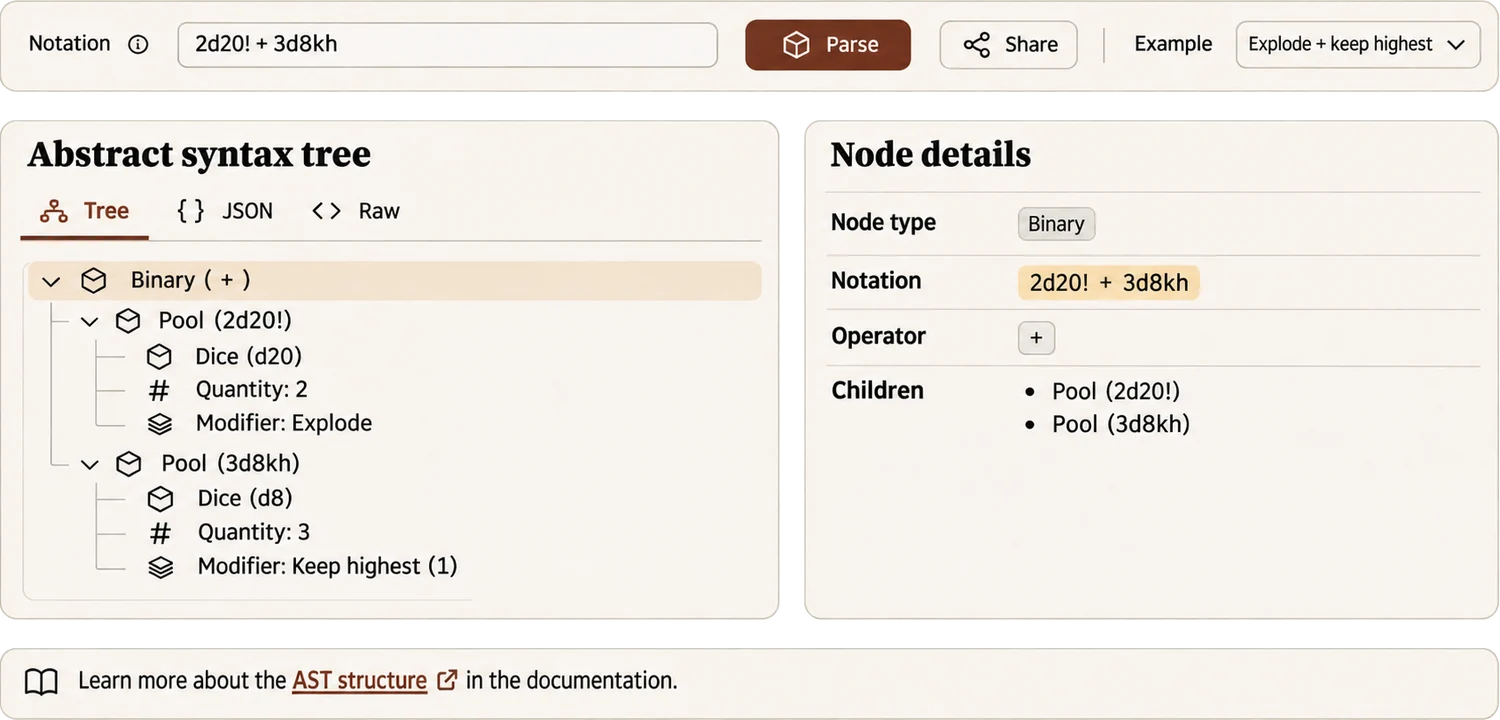 Notation
2d20! + 3d8kh
Parse
Share
Example
Explode + keep highest
Abstract syntax tree
Tree
{ } JSON
< > Raw
Binary ( + )
Pool (2d20!)
Dice (d20)
# Quantity: 2
Modifier: Explode
Pool (3d8kh)
Dice (d8)
# Quantity: 3
Modifier: Keep highest (1)
Node details
Node type Binary
Notation 2d20! + 3d8kh
Operator +
Children • Pool (2d20!)
• Pool (3d8kh)
Learn more about the AST structure in the documentation.